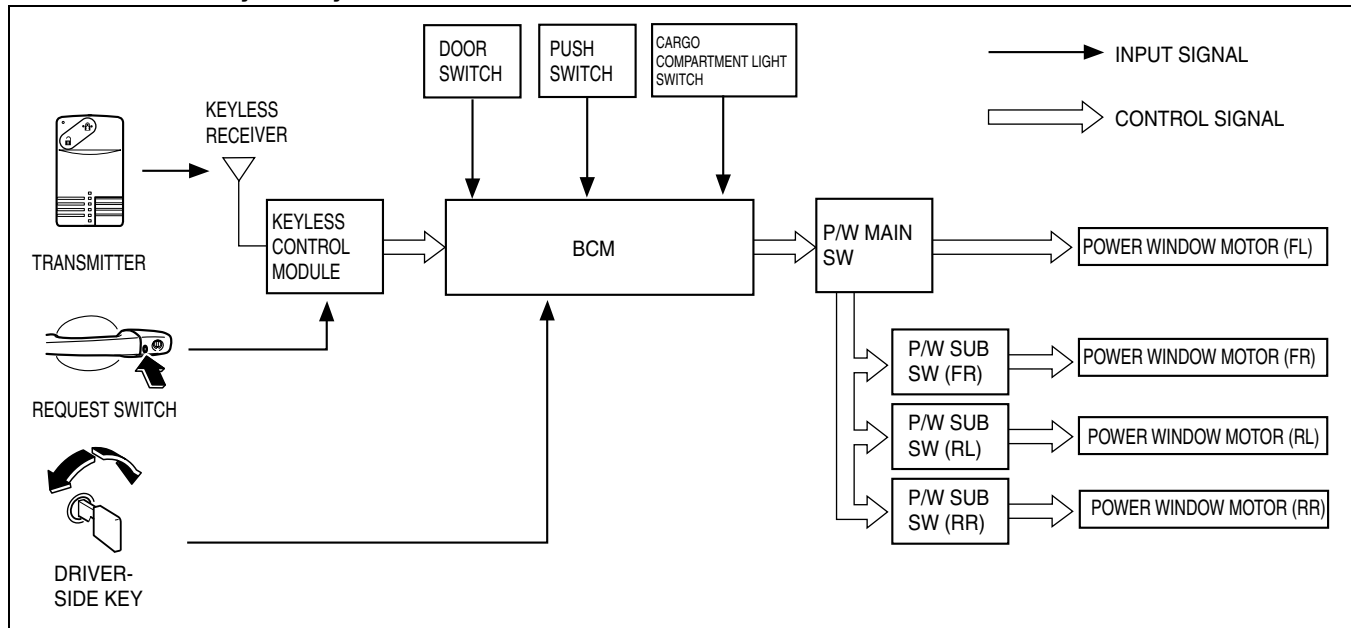 DOOR
SWITCH
PUSH
SWITCH
CARGO
COMPARTMENT LIGHT
SWITCH
INPUT SIGNAL
CONTROL SIGNAL
KEYLESS
RECEIVER
TRANSMITTER
KEYLESS
CONTROL
MODULE
BCM
P/W MAIN
SW
POWER WINDOW MOTOR (FL)
REQUEST SWITCH
P/W SUB
SW (FR)
POWER WINDOW MOTOR (FR)
P/W SUB
SW (RL)
POWER WINDOW MOTOR (RL)
P/W SUB
SW (RR)
POWER WINDOW MOTOR (RR)
DRIVER-
SIDE KEY